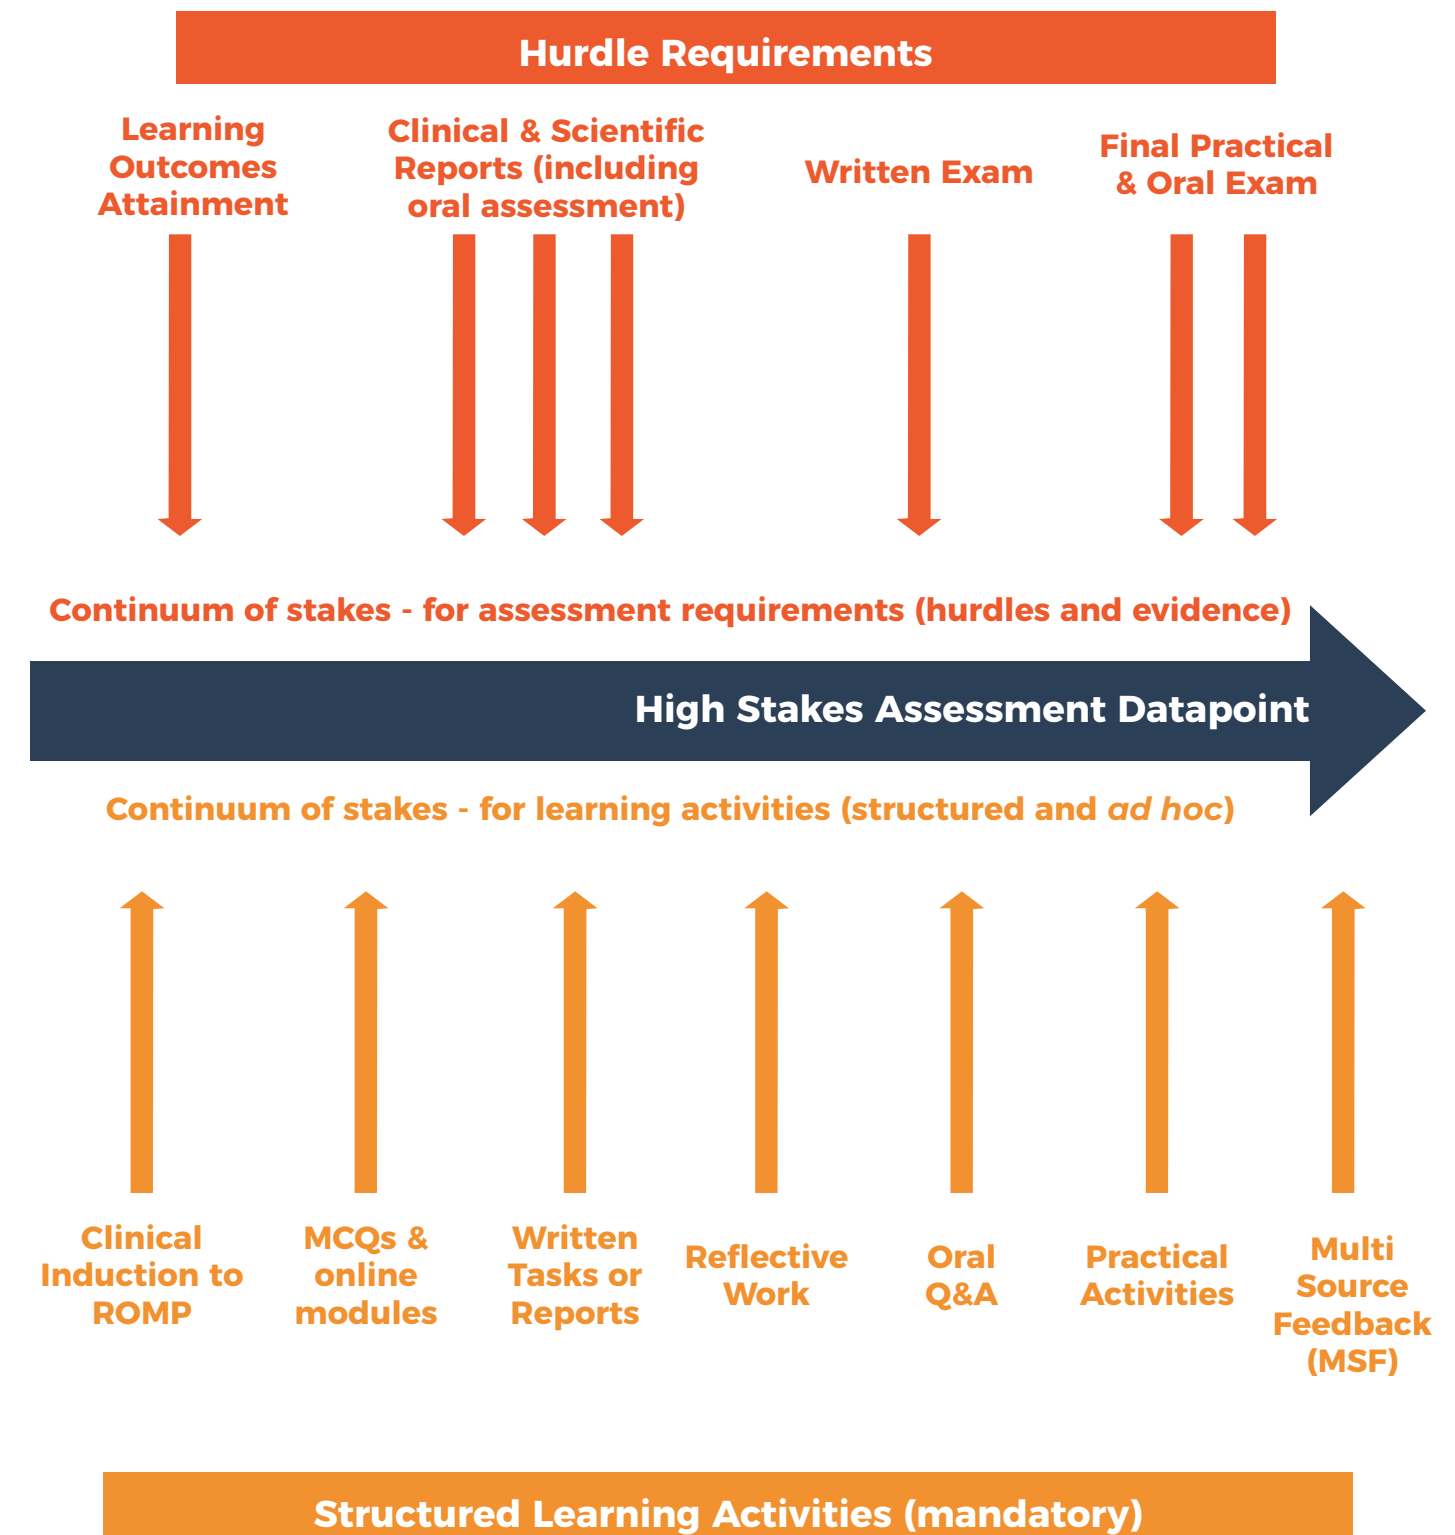 Hurdle Requirements
Learning
Outcomes
Attainment
Clinical & Scientific
Reports (including
oral assessment)
Written Exam
Final Practical
& Oral Exam
Continuum of stakes - for assessment requirements (hurdles and evidence)
High Stakes Assessment Datapoint
Continuum of stakes - for learning activities (structured and ad hoc)
Clinical
Induction to
ROMP
MCQs &
online
modules
Written
Tasks or
Reports
Reflective
Work
Oral
Q&A
Practical
Activities
Multi
Source
Feedback
(MSF)
Structured Learning Activities (mandatory)